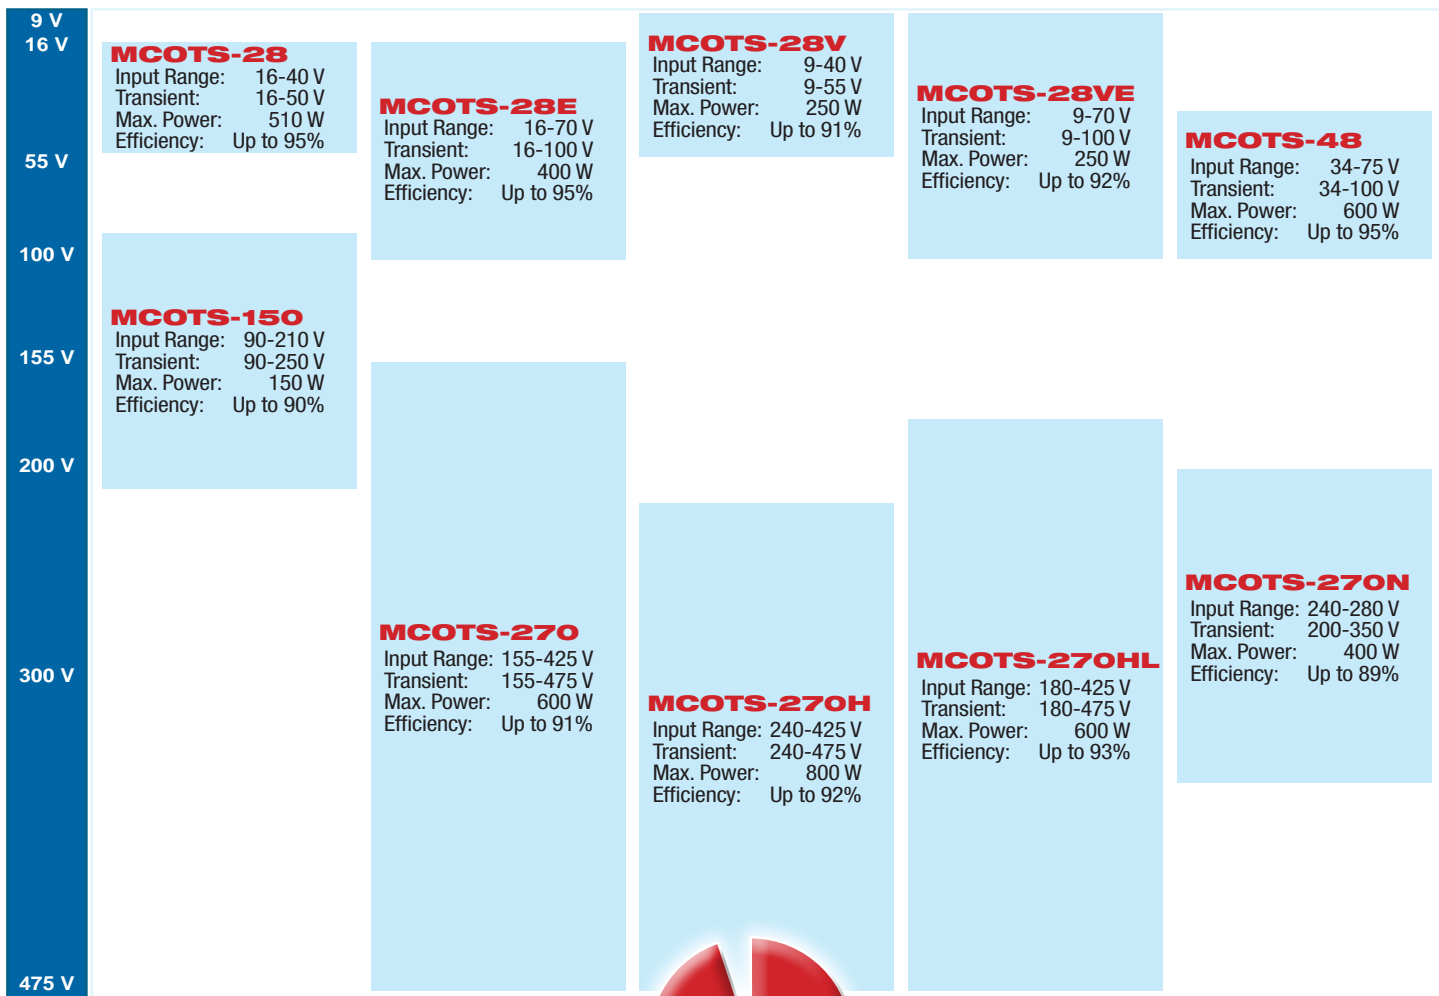 9 V
16 V
55 V
100 V
155 V
200 V
300 V
475 V
MCOTS-28
Input Range: 16-40 V
Transient: 16-50 V
Max. Power: 510 W
Efficiency: Up to 95%
MCOTS-28E
Input Range: 16-70 V
Transient: 16-100 V
Max. Power: 400 W
Efficiency: Up to 95%
MCOTS-28V
Input Range: 9-40 V
Transient: 9-55 V
Max. Power: 250 W
Efficiency: Up to 91%
MCOTS-28VE
Input Range: 9-70 V
Transient: 9-100 V
Max. Power: 250 W
Efficiency: Up to 92%
MCOTS-48
Input Range: 34-75 V
Transient: 34-100 V
Max. Power: 600 W
Efficiency: Up to 95%
MCOTS-150
Input Range: 90-210 V
Transient: 90-250 V
Max. Power: 150 W
Efficiency: Up to 90%
MCOTS-270
Input Range: 155-425 V
Transient: 155-475 V
Max. Power: 600 W
Efficiency: Up to 91%
MCOTS-270H
Input Range: 240-425 V
Transient: 240-475 V
Max. Power: 800 W
Efficiency: Up to 92%
MCOTS-270HL
Input Range: 180-425 V
Transient: 180-475 V
Max. Power: 600 W
Efficiency: Up to 93%
MCOTS-270N
Input Range: 240-280 V
Transient: 200-350 V
Max. Power: 400 W
Efficiency: Up to 89%